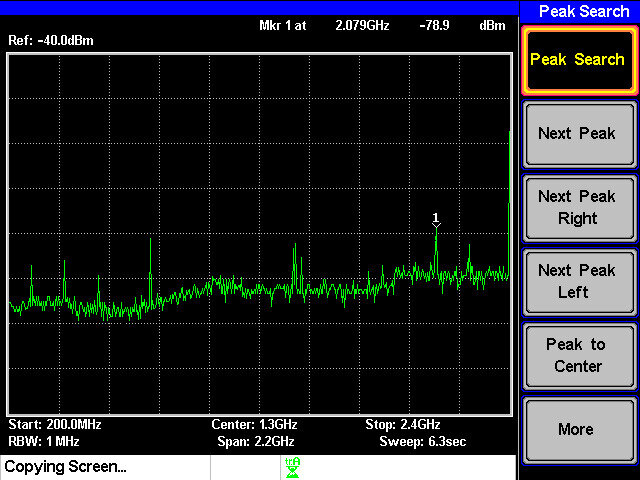 Peak Search
Mkr 1 at 2.079GHz -78.9 dBm
Ref: -40.0dBm
Peak Search
Next Peak
Next Peak
Right
1
Next Peak
Left
Peak to
Center
More
Start: 200.0MHz Center: 1.3GHz Stop: 2.4GHz
RBW: 1 MHz Span: 2.2GHz Sweep: 6.3sec
Copying Screen... trA